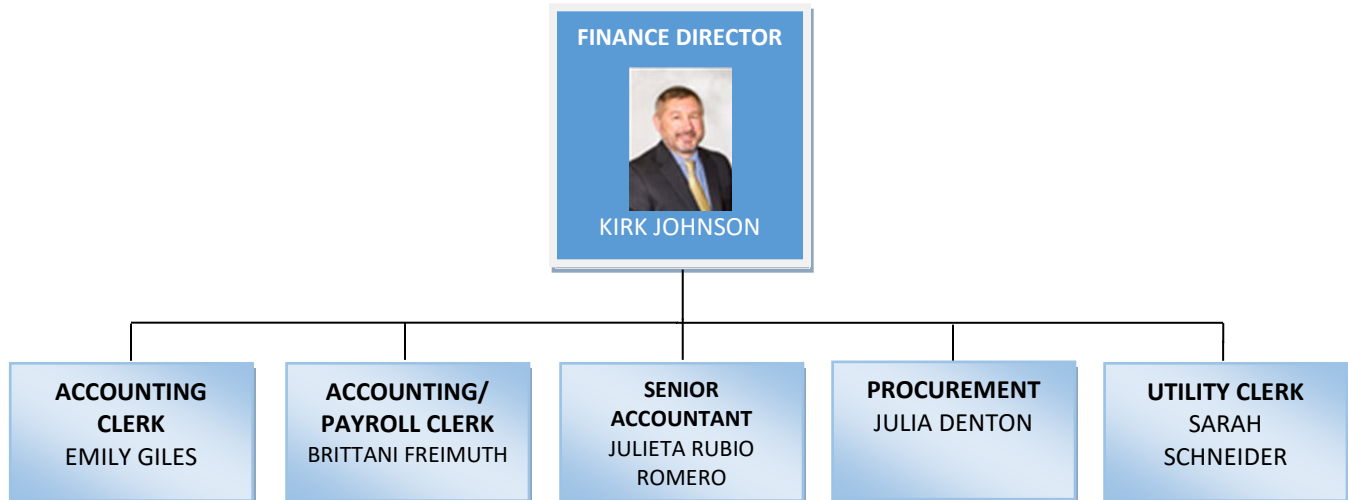 FINANCE DIRECTOR
KIRK JOHNSON
ACCOUNTING
CLERK
EMILY GILES
ACCOUNTING/
PAYROLL CLERK
BRITTANI FREIMUTH
SENIOR
ACCOUNTANT
JULIETA RUBIO
ROMERO
PROCUREMENT
JULIA DENTON
UTILITY CLERK
SARAH
SCHNEIDER